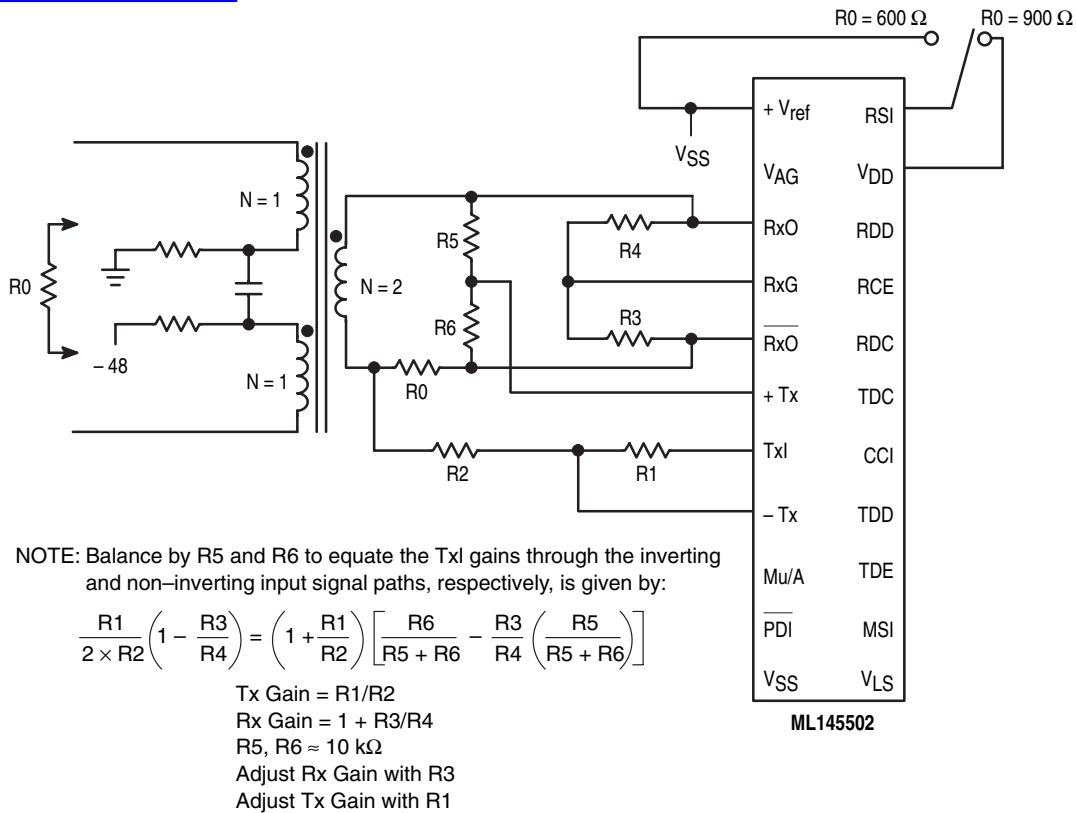 R0 = 600 Ω R0 = 900 Ω
+ Vref RSI
VSS
VAG VDD
N = 1
RxO RDD
R5 R4
R0 N = 2 RxG RCE
R6 R3
RxO RDC
– 48
N = 1 R0 + Tx TDC
TxI CCI
R2 R1
– Tx TDD
NOTE: Balance by R5 and R6 to equate the TxI gains through the inverting
and non–inverting input signal paths, respectively, is given by:
Mu/A TDE
R1 / 2 × R2 (1 – R3 / R4) = (1 + R1 / R2) [R6 / R5 + R6 – R3 / R4 (R5 / R5 + R6)]
PDI MSI
VSS VLS
Tx Gain = R1/R2
Rx Gain = 1 + R3/R4
R5, R6 ≈ 10 kΩ
Adjust Rx Gain with R3
Adjust Tx Gain with R1
ML145502